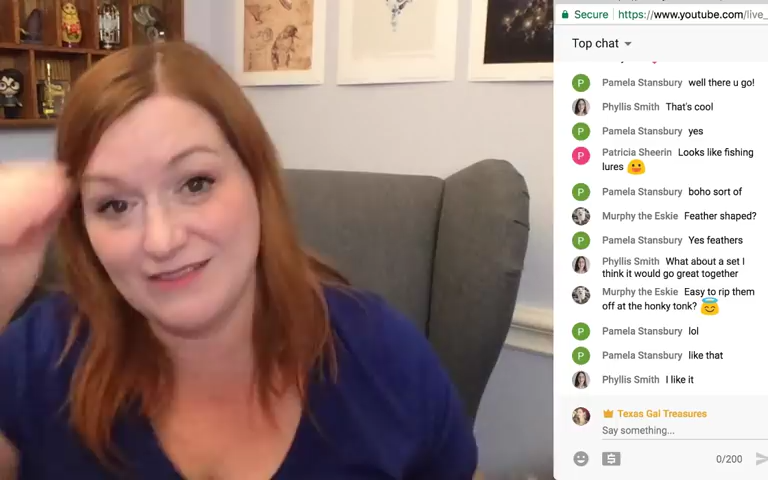 Secure https://www.youtube.com/live_
Top chat
Pamela Stansbury well there u go!
Phyllis Smith That's cool
Pamela Stansbury yes
Patricia Sheerin Looks like fishing
lures
Pamela Stansbury boho sort of
Murphy the Eskie Feather shaped?
Pamela Stansbury Yes feathers
Phyllis Smith What about a set I
think it would go great together
Murphy the Eskie Easy to rip them
off at the honky tonk?
Pamela Stansbury lol
Pamela Stansbury like that
Phyllis Smith I like it
Texas Gal Treasures
Say something...
0/200